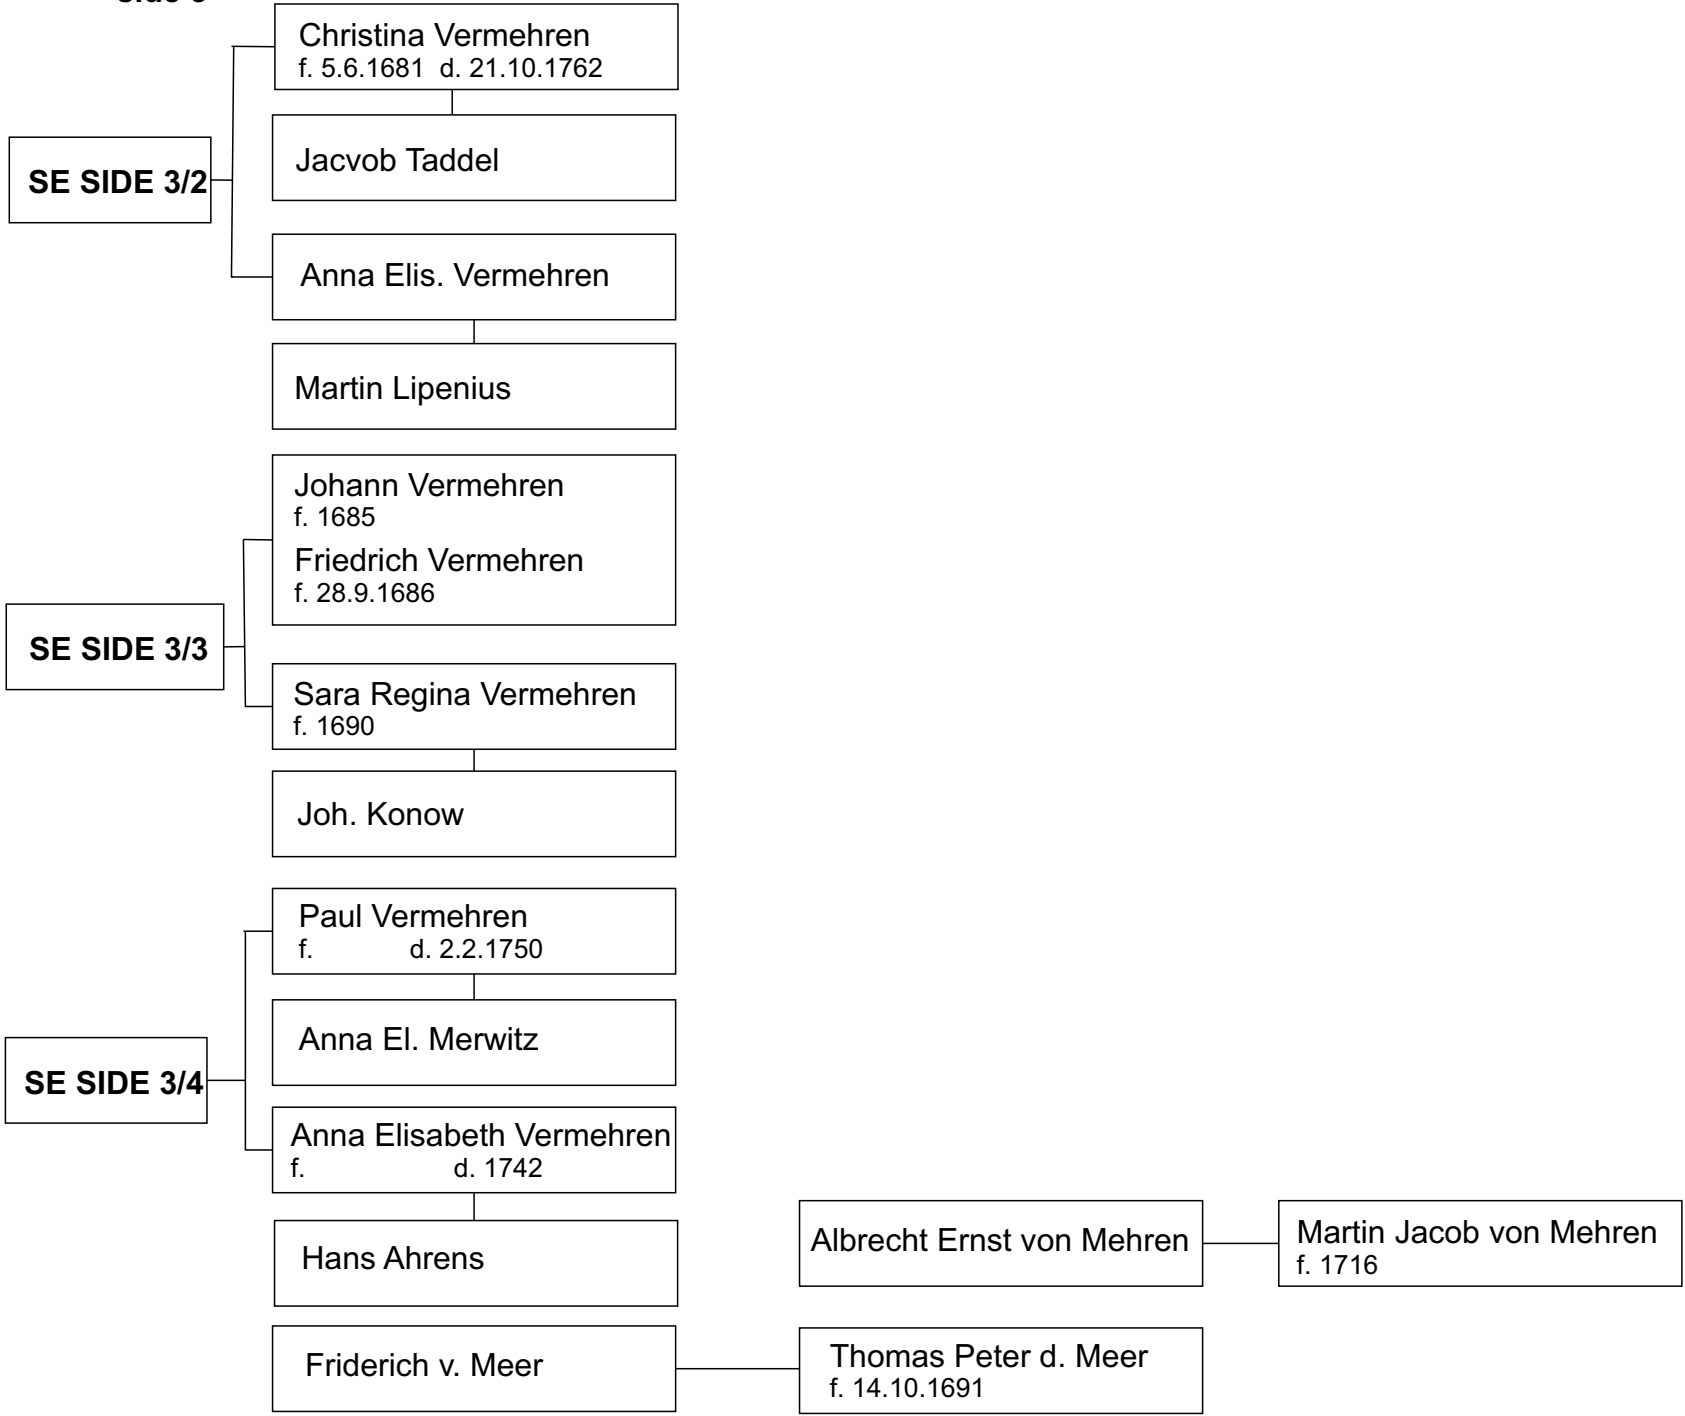 Christina Vermehren
f. 5.6.1681 d. 21.10.1762
Jacvob Taddel
SE SIDE 3/2
Anna Elis. Vermehren
Martin Lipenius
Johann Vermehren
f. 1685
Friedrich Vermehren
f. 28.9.1686
SE SIDE 3/3
Sara Regina Vermehren
f. 1690
Joh. Konow
Paul Vermehren
f. d. 2.2.1750
Anna El. Merwitz
SE SIDE 3/4
Anna Elisabeth Vermehren
f. d. 1742
Hans Ahrens
Albrecht Ernst von Mehren
Martin Jacob von Mehren
f. 1716
Friderich v. Meer
Thomas Peter d. Meer
f. 14.10.1691